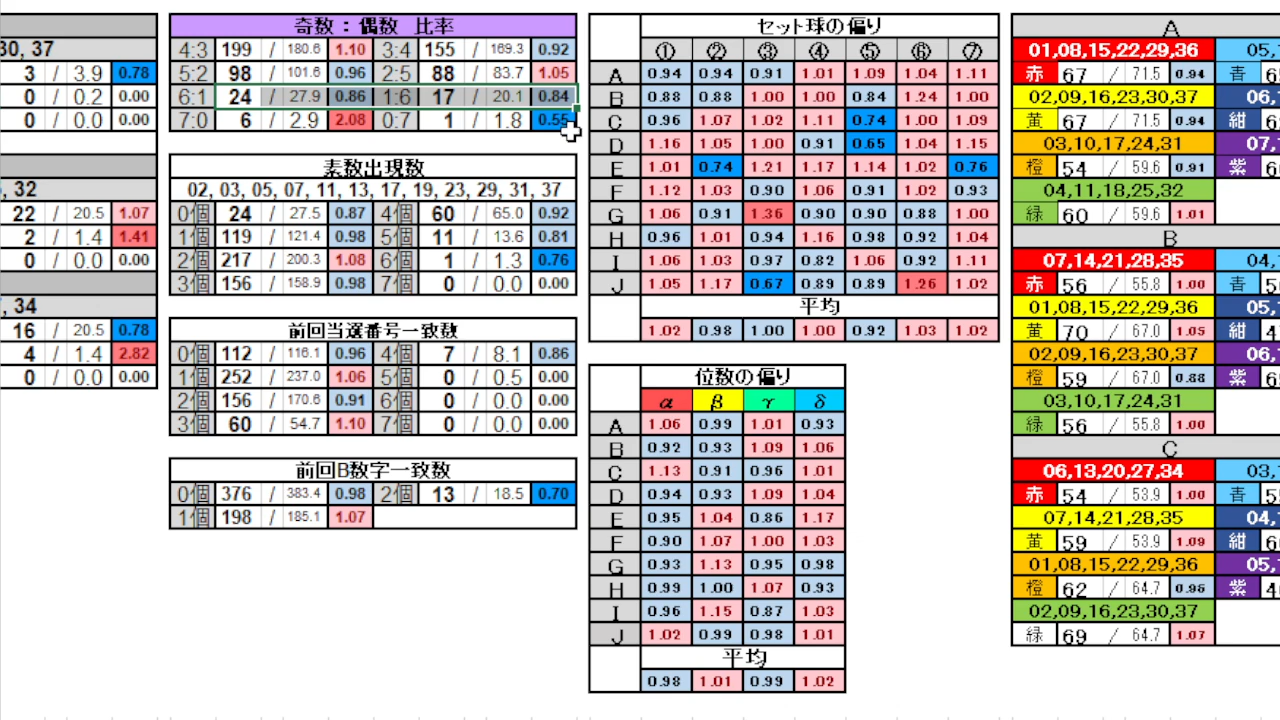 30, 37
3 / 3.9 0.78
0 / 0.2 0.00
0 / 0.0 0.00
, 32
22 / 20.5 1.07
2 / 1.4 1.41
0 / 0.0 0.00
, 34
16 / 20.5 0.78
4 / 1.4 2.82
0 / 0.0 0.00
奇数：偶数 比率
4:3 199 / 180.6 1.10 3:4 155 / 169.3 0.92
5:2 98 / 101.6 0.96 2:5 88 / 83.7 1.05
6:1 24 / 27.9 0.86 1:6 17 / 20.1 0.84
7:0 6 / 2.9 2.08 0:7 1 / 1.8 0.55
素数出現数
02, 03, 05, 07, 11, 13, 17, 19, 23, 29, 31, 37
0個 24 / 27.5 0.87 4個 60 / 65.0 0.92
1個 119 / 121.4 0.98 5個 11 / 13.6 0.81
2個 217 / 200.3 1.08 6個 1 / 1.3 0.76
3個 156 / 158.9 0.98 7個 0 / 0.0 0.00
前回当選番号一致数
0個 112 / 116.1 0.96 4個 7 / 8.1 0.86
1個 252 / 237.0 1.06 5個 0 / 0.5 0.00
2個 156 / 170.6 0.91 6個 0 / 0.0 0.00
3個 60 / 54.7 1.10 7個 0 / 0.0 0.00
前回B数字一致数
0個 376 / 383.4 0.98 2個 13 / 18.5 0.70
1個 198 / 185.1 1.07
セット球の偏り
① ② ③ ④ ⑤ ⑥ ⑦
A 0.94 0.94 0.91 1.01 1.09 1.04 1.11
B 0.88 0.88 1.00 1.00 0.84 1.24 1.00
C 0.96 1.07 1.02 1.11 0.74 1.00 1.09
D 1.16 1.05 1.00 0.91 0.65 1.04 1.15
E 1.01 0.74 1.21 1.17 1.14 1.02 0.76
F 1.12 1.03 0.90 1.06 0.91 1.02 0.93
G 1.06 0.91 1.36 0.90 0.90 0.88 1.00
H 0.96 1.01 0.94 1.16 0.98 0.92 1.04
I 1.06 1.03 0.97 0.82 1.06 0.92 1.11
J 1.05 1.17 0.67 0.89 0.89 1.26 1.02
平均
1.02 0.98 1.00 1.00 0.92 1.03 1.02
位数の偏り
α β γ δ
A 1.06 0.99 1.01 0.93
B 0.92 0.93 1.09 1.06
C 1.13 0.91 0.96 1.01
D 0.94 0.93 1.09 1.04
E 0.95 1.04 0.86 1.17
F 0.90 1.07 1.00 1.03
G 0.93 1.13 0.95 0.98
H 0.99 1.00 1.07 0.93
I 0.96 1.15 0.87 1.03
J 1.02 0.99 0.98 1.01
平均
0.98 1.01 0.99 1.02
A
01,08,15,22,29,36 05,
赤 67 / 71.5 0.94 青
02,09,16,23,30,37 06,
黄 67 / 71.5 0.94 紺
03,10,17,24,31 07,
橙 54 / 59.6 0.91 紫
04,11,18,25,32
緑 60 / 59.6 1.01
B
07,14,21,28,35 04,
赤 56 / 55.8 1.00 青
01,08,15,22,29,36 05,
黄 70 / 67.0 1.05 紺
02,09,16,23,30,37 06,
橙 59 / 67.0 0.88 紫
03,10,17,24,31
緑 56 / 55.8 1.00
C
06,13,20,27,34 03,
赤 54 / 53.9 1.00 青
07,14,21,28,35 04,
黄 59 / 53.9 1.09 紺
01,08,15,22,29,36 05,
橙 62 / 64.7 0.96 紫
02,09,16,23,30,37
緑 69 / 64.7 1.07